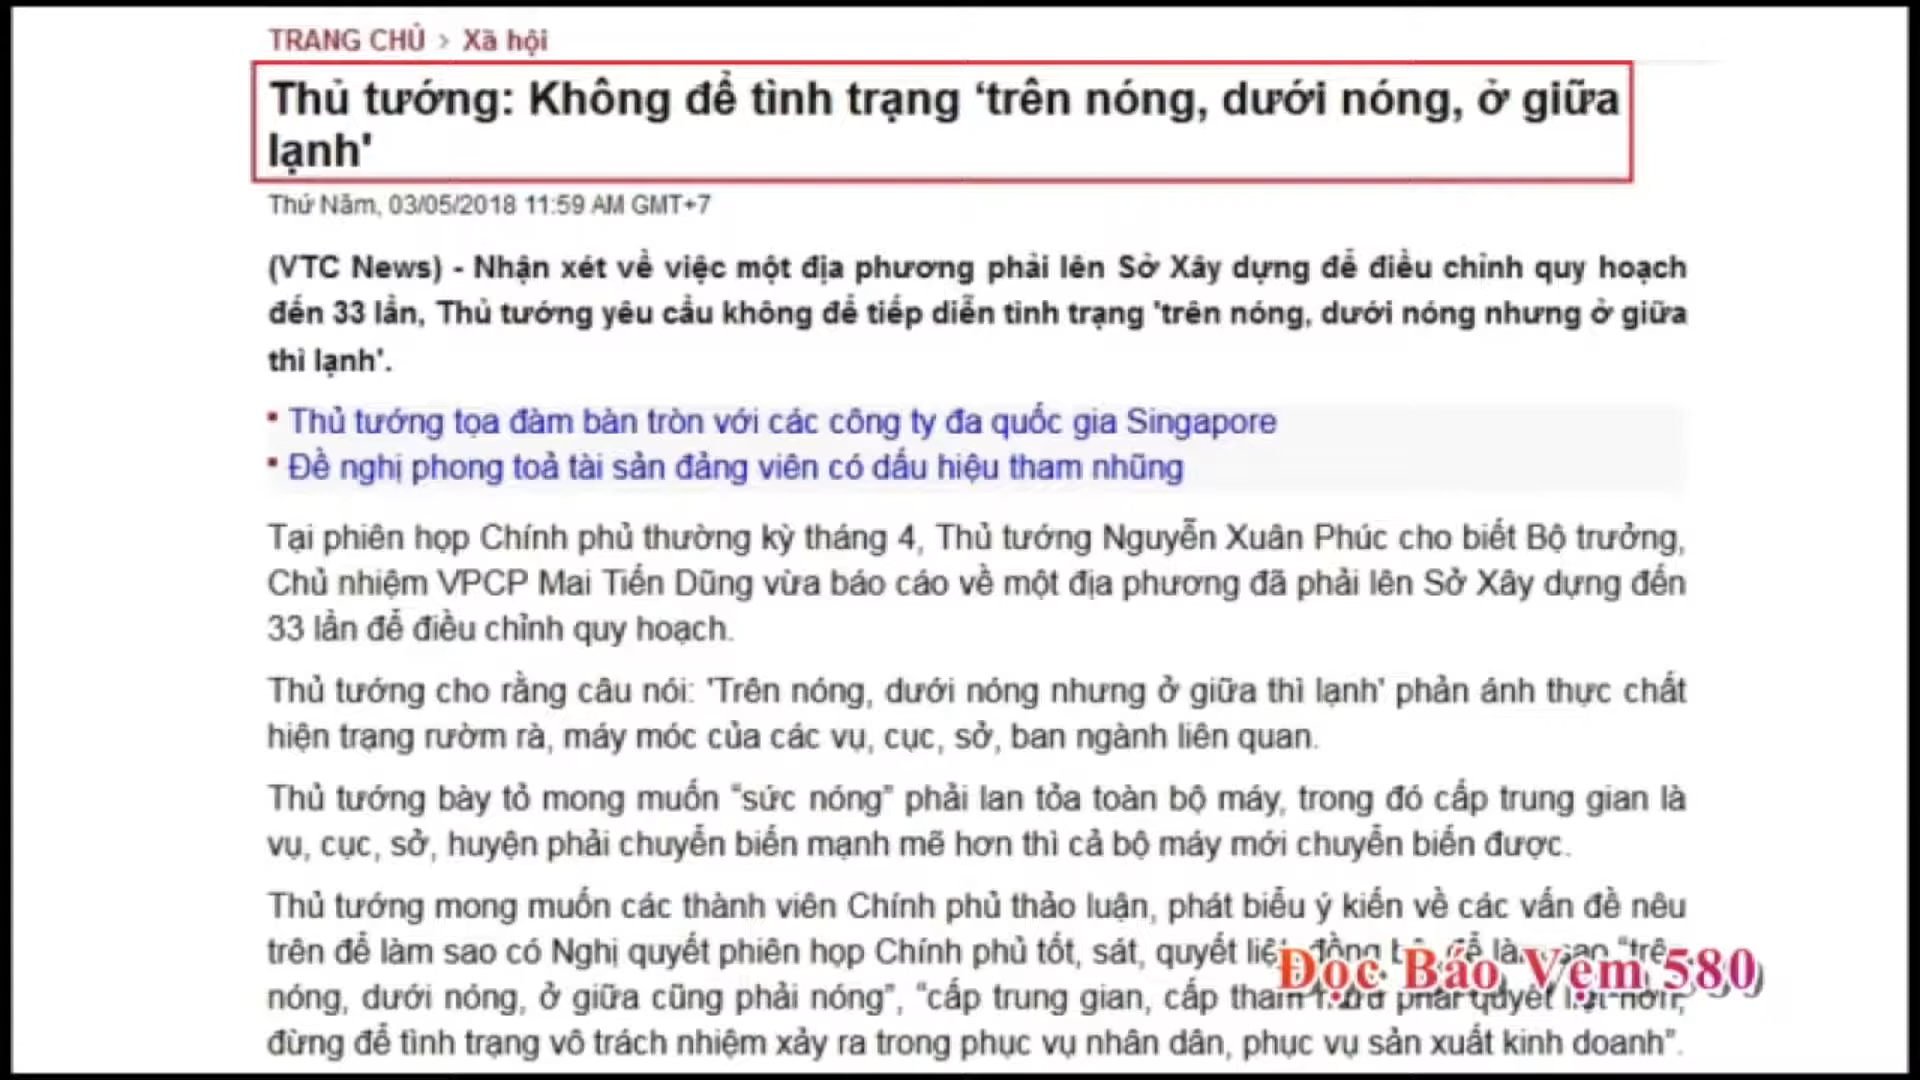 TRANG CHỦ › Xã hội
Thủ tướng: Không để tình trạng ‘trên nóng, dưới nóng, ở giữa
lạnh'
Thứ Năm, 03/05/2018 11:59 AM GMT+7
(VTC News) - Nhận xét về việc một địa phương phải lên Sở Xây dựng để điều chỉnh quy hoạch
đến 33 lần, Thủ tướng yêu cầu không để tiếp diễn tình trạng 'trên nóng, dưới nóng nhưng ở giữa
thì lạnh'.
Thủ tướng tọa đàm bàn tròn với các công ty đa quốc gia Singapore
Đề nghị phong toả tài sản đảng viên có dấu hiệu tham nhũng
Tại phiên họp Chính phủ thường kỳ tháng 4, Thủ tướng Nguyễn Xuân Phúc cho biết Bộ trưởng,
Chủ nhiệm VPCP Mai Tiến Dũng vừa báo cáo về một địa phương đã phải lên Sở Xây dựng đến
33 lần để điều chỉnh quy hoạch.
Thủ tướng cho rằng câu nói: 'Trên nóng, dưới nóng nhưng ở giữa thì lạnh' phản ánh thực chất
hiện trạng rườm rà, máy móc của các vụ, cục, sở, ban ngành liên quan.
Thủ tướng bày tỏ mong muốn “sức nóng” phải lan tỏa toàn bộ máy, trong đó cấp trung gian là
vụ, cục, sở, huyện phải chuyển biến mạnh mẽ hơn thì cả bộ máy mới chuyển biến được.
Thủ tướng mong muốn các thành viên Chính phủ thảo luận, phát biểu ý kiến về các vấn đề nêu
trên để làm sao có Nghị quyết phiên họp Chính phủ tốt, sát, quyết liệt, đồng bộ, để làm sao “trên
nóng, dưới nóng, ở giữa cũng phải nóng”, “cấp trung gian, cấp tham mưu phải quyết liệt hơn,
đừng để tình trạng vô trách nhiệm xảy ra trong phục vụ nhân dân, phục vụ sản xuất kinh doanh”.
Đọc Báo Vẹm 580